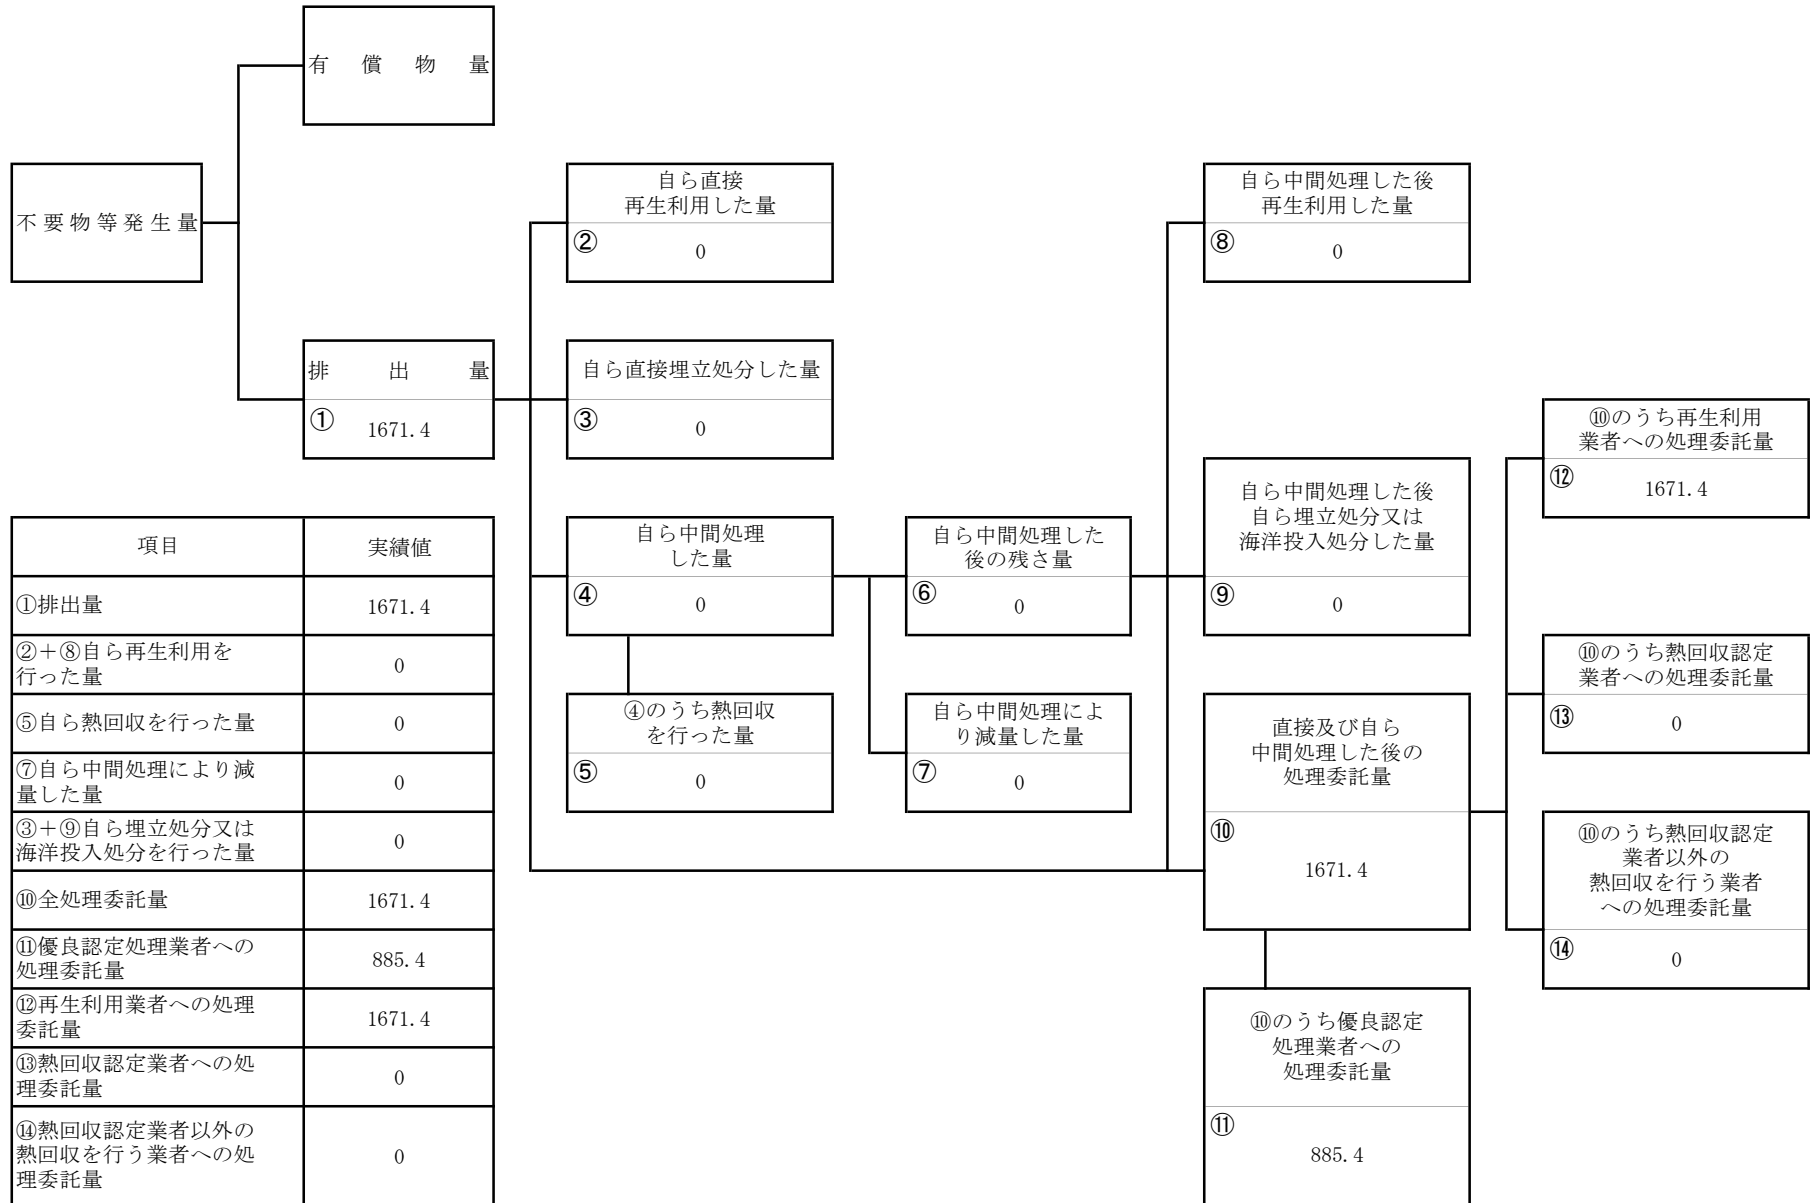 有償物量
不要物等発生量
自ら直接
再生利用した量
②
0
自ら中間処理した後
再生利用した量
⑧
0
排出量
①
1671.4
自ら直接埋立処分した量
③
0
⑩のうち再生利用
業者への処理委託量
⑫
1671.4
自ら中間処理
した量
④
0
自ら中間処理した
後の残さ量
⑥
0
自ら中間処理した後
自ら埋立処分又は
海洋投入処分した量
⑨
0
⑩のうち熱回収認定
業者への処理委託量
⑬
0
④のうち熱回収
を行った量
⑤
0
自ら中間処理によ
り減量した量
⑦
0
直接及び自ら
中間処理した後の
処理委託量
⑩
1671.4
⑩のうち熱回収認定
業者以外の
熱回収を行う業者
への処理委託量
⑭
0
⑩のうち優良認定
処理業者への
処理委託量
⑪
885.4
項目 実績値
①排出量 1671.4
②＋⑧自ら再生利用を
行った量 0
⑤自ら熱回収を行った量 0
⑦自ら中間処理により減
量した量 0
③＋⑨自ら埋立処分又は
海洋投入処分を行った量 0
⑩全処理委託量 1671.4
⑪優良認定処理業者への
処理委託量 885.4
⑫再生利用業者への処理
委託量 1671.4
⑬熱回収認定業者への処
理委託量 0
⑭熱回収認定業者以外の
熱回収を行う業者への処
理委託量 0